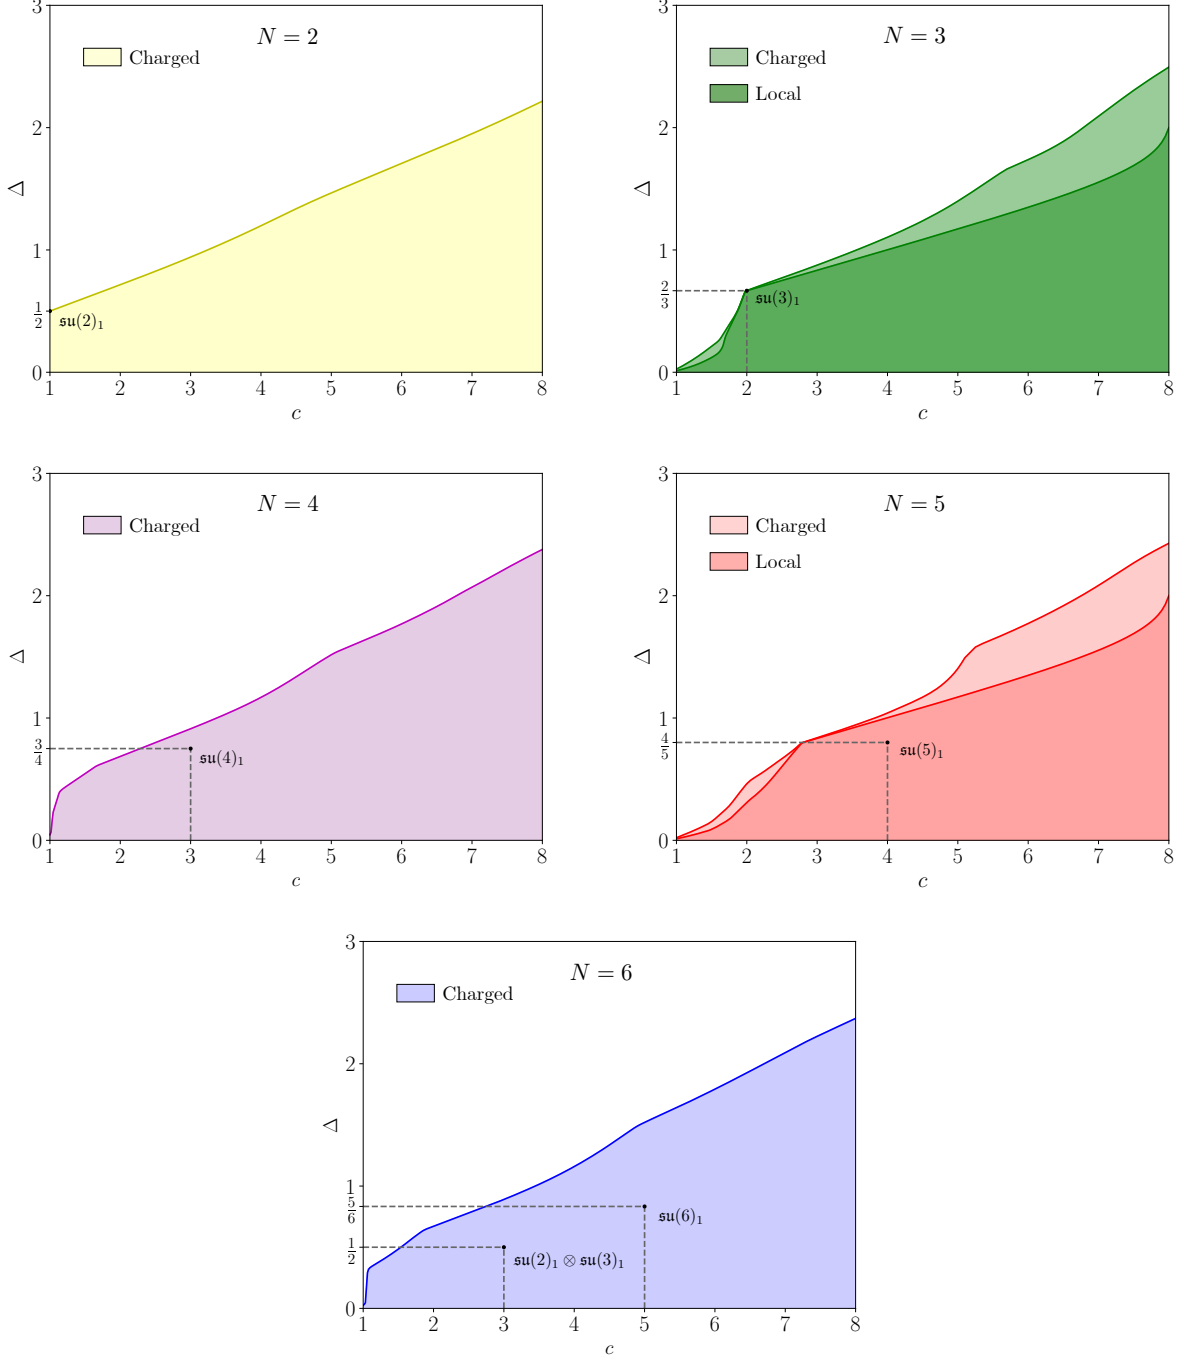 N = 2
Charged
3
2
1
1/2
0
Δ
𝔰𝔲(2)₁
1 2 3 4 5 6 7 8
c
N = 3
Charged
Local
3
2
1
2/3
0
Δ
𝔰𝔲(3)₁
1 2 3 4 5 6 7 8
c
N = 4
Charged
3
2
1
3/4
0
Δ
𝔰𝔲(4)₁
1 2 3 4 5 6 7 8
c
N = 5
Charged
Local
3
2
1
4/5
0
Δ
𝔰𝔲(5)₁
1 2 3 4 5 6 7 8
c
N = 6
Charged
3
2
1
5/6
1/2
0
Δ
𝔰𝔲(6)₁
𝔰𝔲(2)₁ ⊗ 𝔰𝔲(3)₁
1 2 3 4 5 6 7 8
c